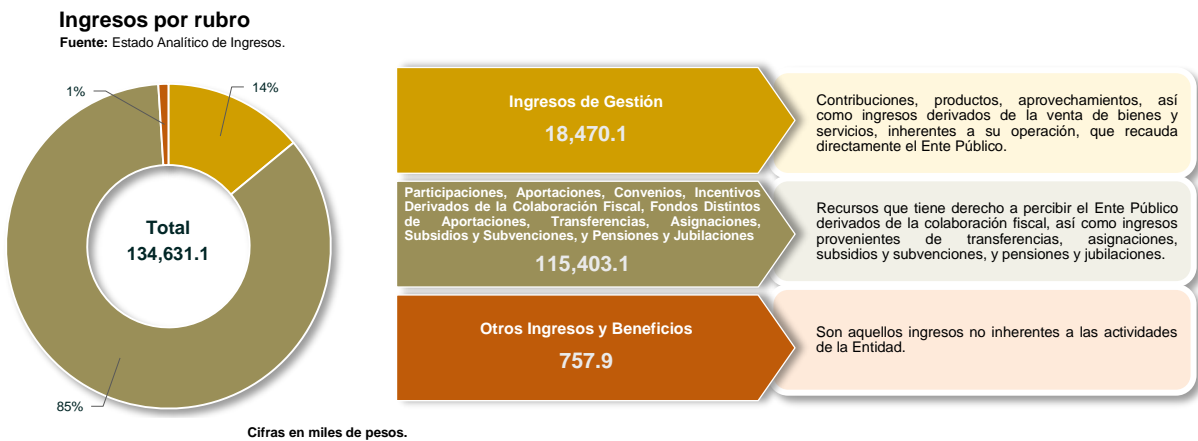 Ingresos por rubro
Fuente: Estado Analítico de Ingresos.
1%
14%
Total
134,631.1
85%
Ingresos de Gestión
18,470.1
Contribuciones, productos, aprovechamientos, así
como ingresos derivados de la venta de bienes y
servicios, inherentes a su operación, que recauda
directamente el Ente Público.
Participaciones, Aportaciones, Convenios, Incentivos
Derivados de la Colaboración Fiscal, Fondos Distintos
de Aportaciones, Transferencias, Asignaciones,
Subsidios y Subvenciones, y Pensiones y Jubilaciones
115,403.1
Recursos que tiene derecho a percibir el Ente Público
derivados de la colaboración fiscal, así como ingresos
provenientes de transferencias, asignaciones,
subsidios y subvenciones, y pensiones y jubilaciones.
Otros Ingresos y Beneficios
757.9
Son aquellos ingresos no inherentes a las actividades
de la Entidad.
Cifras en miles de pesos.